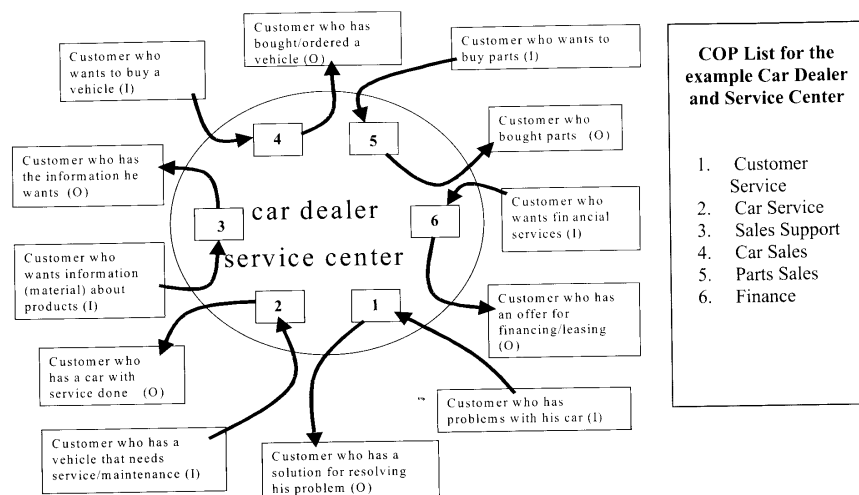 Customer who has
bought/ordered a
vehicle (O)
Customer who
wants to buy a
vehicle (I)
Customer who wants to
buy parts (I)
4
5
Customer who
bought parts (O)
Customer who has
the information he
wants (O)
3
car dealer
service center
6
Customer who
wants financial
services (I)
Customer who
wants information
(material) about
products (I)
2
1
Customer who has
an offer for
financing/leasing
(O)
Customer who
has a car with
service done (O)
Customer who has
problems with his car (I)
Customer who has a
vehicle that needs
service/maintenance (I)
Customer who has a
solution for resolving
his problem (O)
COP List for the
example Car Dealer
and Service Center
1. Customer
Service
2. Car Service
3. Sales Support
4. Car Sales
5. Parts Sales
6. Finance